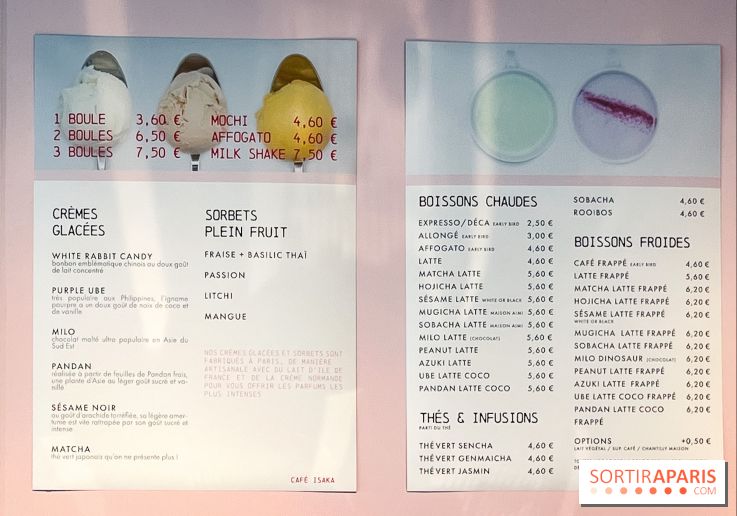 1 BOULE 3,60 €
2 BOULES 6,50 €
3 BOULES 7,50 €
MOCHI 4,60 €
AFFOGATO 4,60 €
MILK SHAKE 7,50 €
CRÈMES
GLACÉES
WHITE RABBIT CANDY
bonbon emblématique chinois au doux goût
de lait concentré
PURPLE UBE
très populaire aux Philippines, l'igname
pourpre a un doux goût de noix de coco et
de vanille
MILO
chocolat malté ultra populaire en Asie du
Sud Est
PANDAN
réalisée à partir de feuilles de Pandan frais,
une plante d'Asie au léger goût sucré et va-
nillé
SÉSAME NOIR
au goût d'arachide torréfiée, sa légère amer-
tume est vite rattrapée par son goût sucré et
intense
MATCHA
thé vert japonais qu'on ne présente plus !
SORBETS
PLEIN FRUIT
FRAISE + BASILIC THAÏ
PASSION
LITCHI
MANGUE
NOS CRÈMES GLACÉES ET SORBETS SONT
FABRIQUÉS À PARIS, DE MANIÈRE
ARTISANALE AVEC DU LAIT D'ILE DE
FRANCE ET DE LA CRÈME NORMANDE
POUR VOUS OFFRIR LES PARFUMS LES
PLUS INTENSES
CAFÉ ISAKA
BOISSONS CHAUDES
EXPRESSO/DÉCA EARLY BIRD 2,50 €
ALLONGÉ EARLY BIRD 3,00 €
AFFOGATO EARLY BIRD 4,60 €
LATTE 4,60 €
MATCHA LATTE 5,60 €
HOJICHA LATTE 5,60 €
SÉSAME LATTE WHITE OR BLACK 5,60 €
MUGICHA LATTE MAISON AIMI 5,60 €
SOBACHA LATTE MAISON AIMI 5,60 €
MILO LATTE (CHOCOLAT) 5,60 €
PEANUT LATTE 5,60 €
AZUKI LATTE 5,60 €
UBE LATTE COCO 5,60 €
PANDAN LATTE COCO 5,60 €
THÉS & INFUSIONS
PARTI DU THÉ
THÉ VERT SENCHA 4,60 €
THÉ VERT GENMAICHA 4,60 €
THÉ VERT JASMIN 4,60 €
SOBACHA 4,60 €
ROOIBOS 4,60 €
BOISSONS FROIDES
CAFÉ FRAPPÉ EARLY BIRD 4,60 €
LATTE FRAPPÉ 5,60 €
MATCHA LATTE FRAPPÉ 6,20 €
HOJICHA LATTE FRAPPÉ 6,20 €
SÉSAME LATTE FRAPPÉ 6,20 €
WHITE OR BLACK
MUGICHA LATTE FRAPPÉ 6,20 €
SOBACHA LATTE FRAPPÉ 6,20 €
MILO DINOSAUR (CHOCOLAT) 6,20 €
PEANUT LATTE FRAPPÉ 6,20 €
AZUKI LATTE FRAPPÉ 6,20 €
UBE LATTE COCO FRAPPÉ 6,20 €
PANDAN LATTE COCO 6,20 €
FRAPPÉ
OPTIONS +0,50 €
LAIT VÉGÉTAL / SUP CAFÉ / CHANTILLY MAISON
SORTIRAPARIS
.COM